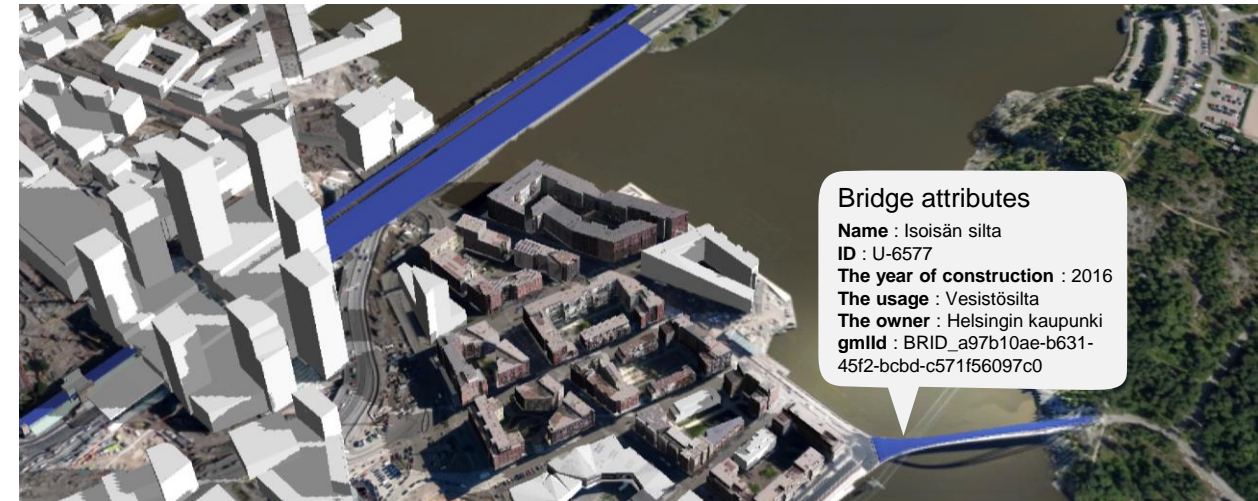 Bridge attributes
Name : Isoisän silta
ID : U-6577
The year of construction : 2016
The usage : Vesistösilta
The owner : Helsingin kaupunki
gmlId : BRID_a97b10ae-b631-
45f2-bcbd-c571f56097c0